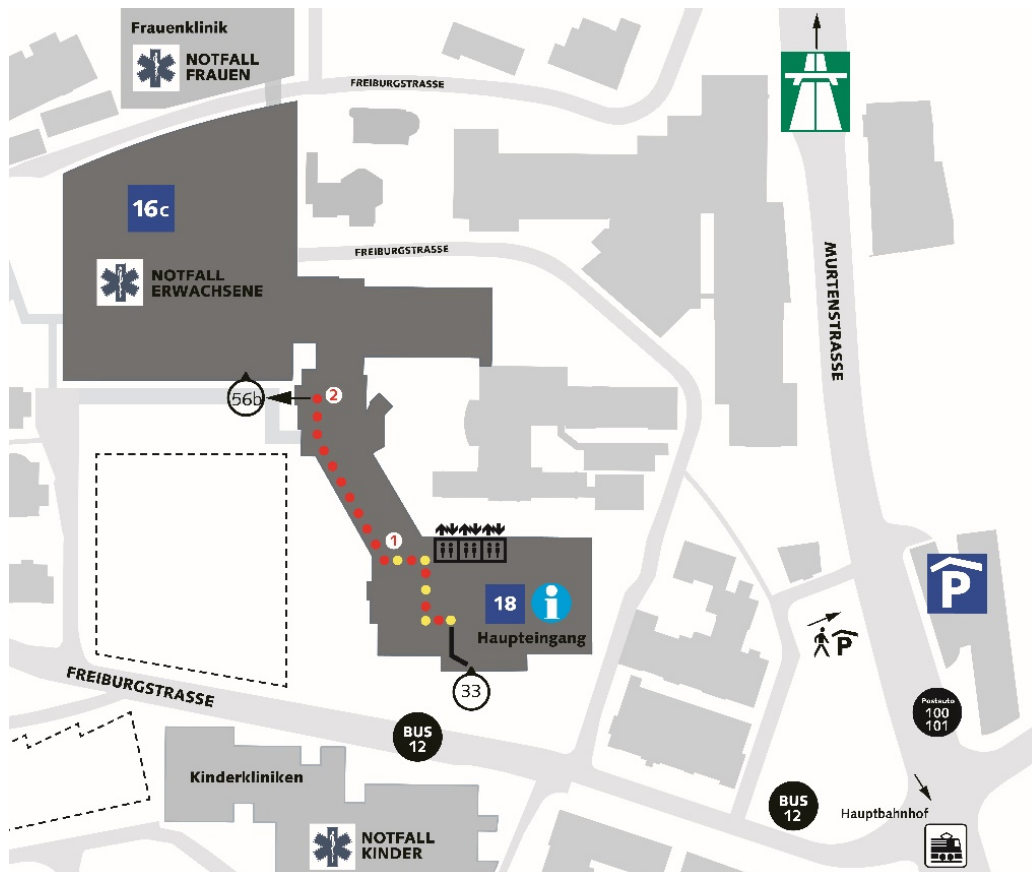 Frauenklinik
NOTFALL
FRAUEN
FREIBURGSTRASSE
16c
NOTFALL
ERWACHSENE
FREIBURGSTRASSE
MURTENSTRASSE
56b
2
1
18
i
Haupteingang
P
P
33
FREIBURGSTRASSE
BUS
12
Postauto
100
101
Kinderkliniken
BUS
12
Hauptbahnhof
NOTFALL
KINDER